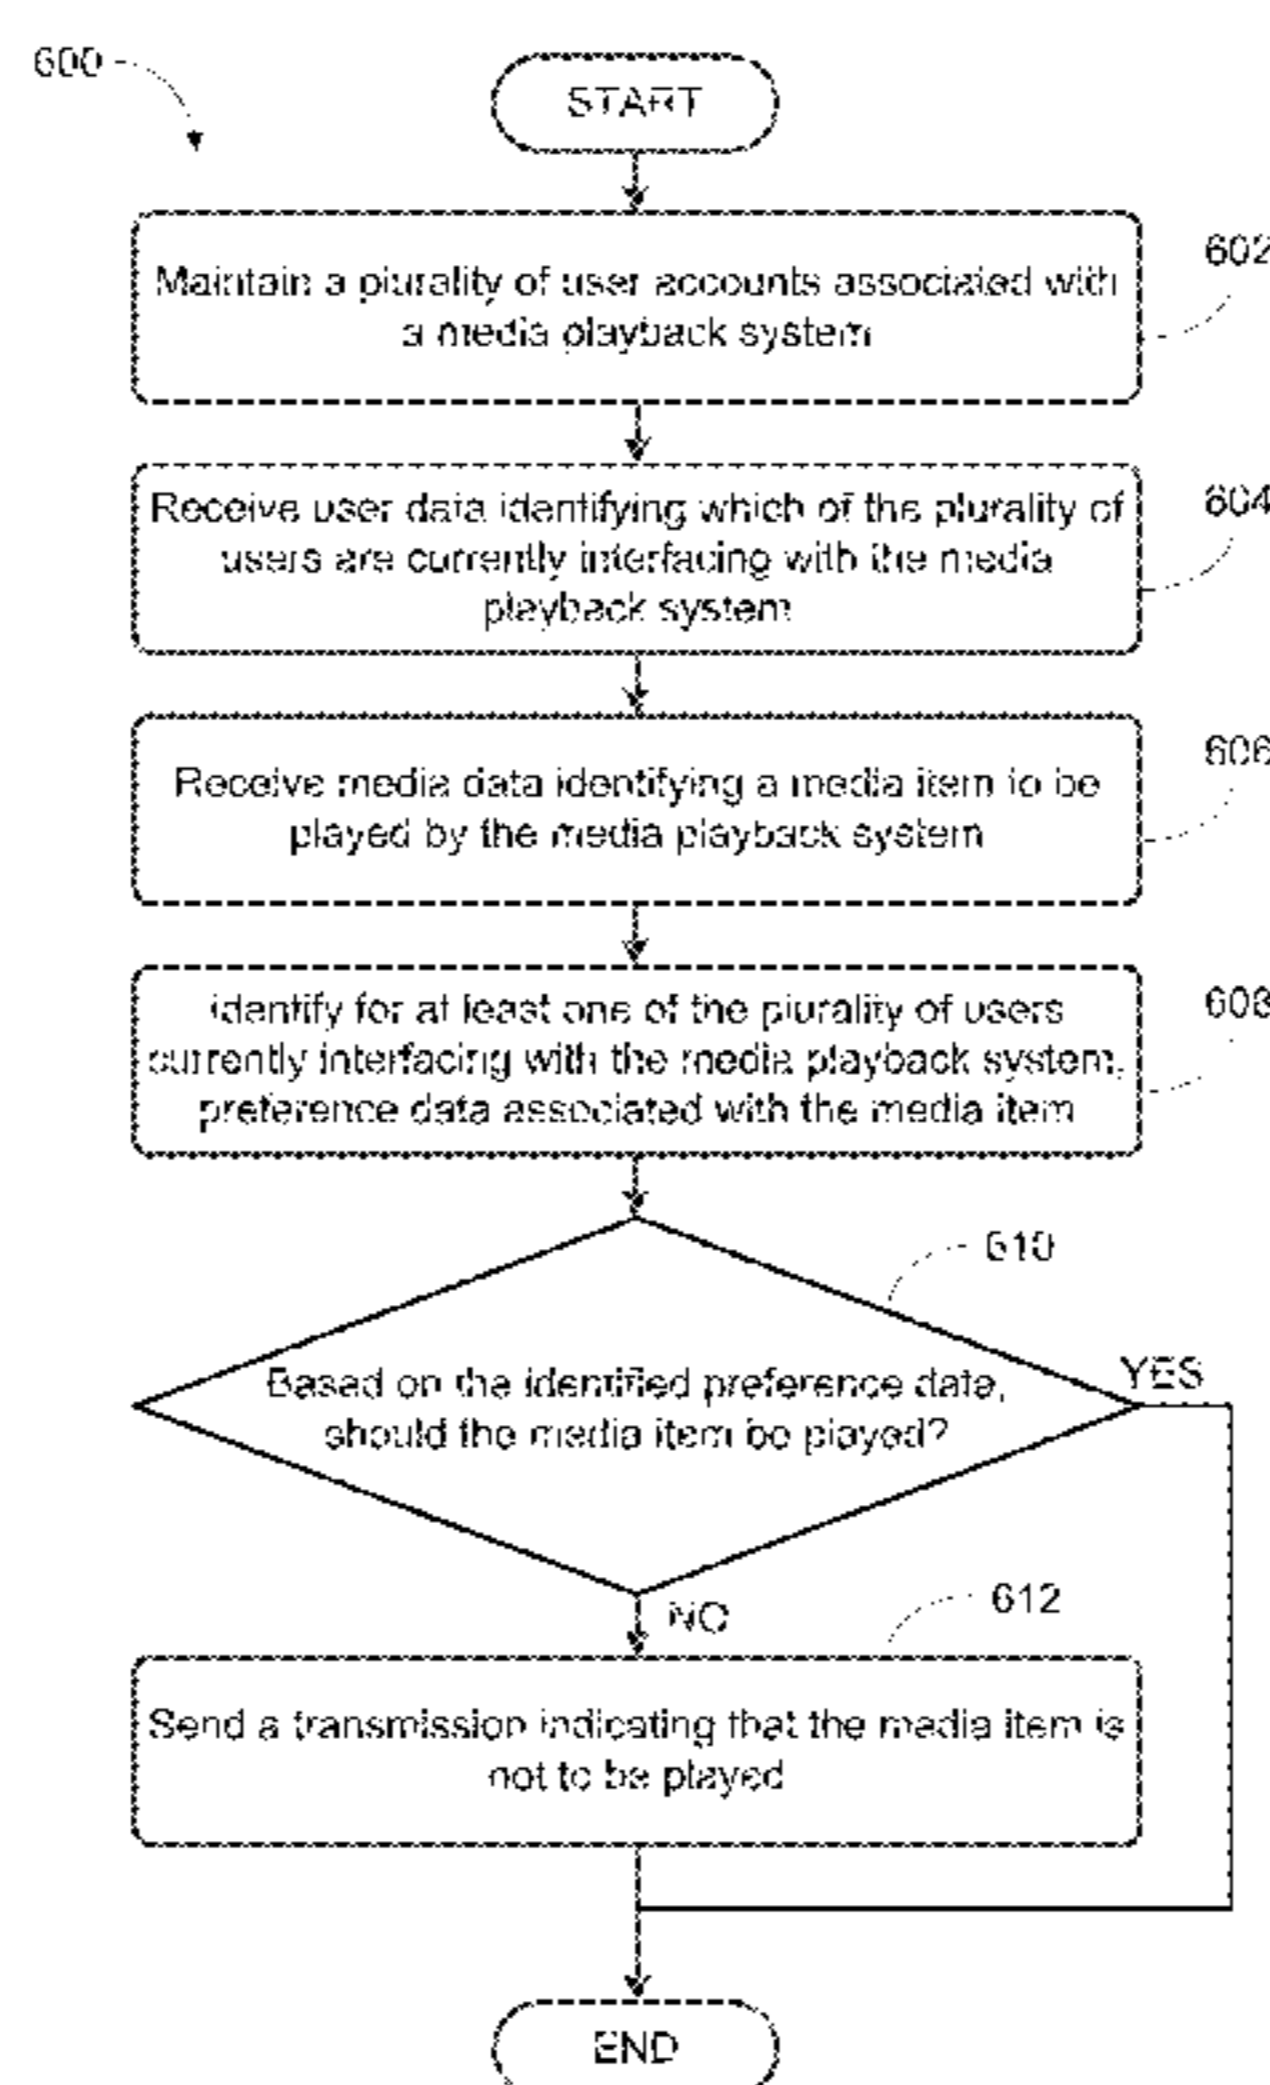 600
START
Maintain a plurality of user accounts associated with
a media playback system
602
Receive user data identifying which of the plurality of
users are currently interfacing with the media
playback system
604
Receive media data identifying a media item to be
played by the media playback system
606
Identify for at least one of the plurality of users
currently interfacing with the media playback system,
preference data associated with the media item
608
610
Based on the identified preference data,
should the media item be played?
YES
NO
612
Send a transmission indicating that the media item is
not to be played
END